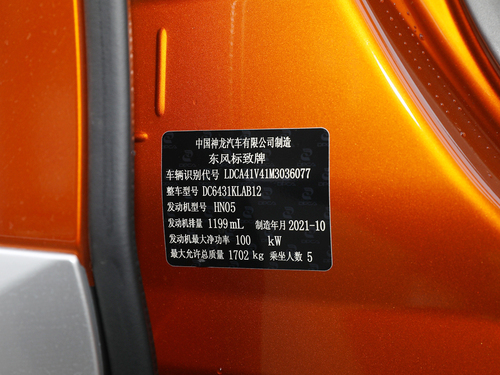 中国神龙汽车有限公司制造
东风标致牌
车辆识别代号 LDCA41V41M3036077
整车型号 DC6431KLAB12
发动机型号 HN05
发动机排量 1199 mL 制造年月 2021-10
发动机最大净功率 100 kW
最大允许总质量 1702 kg 乘坐人数 5